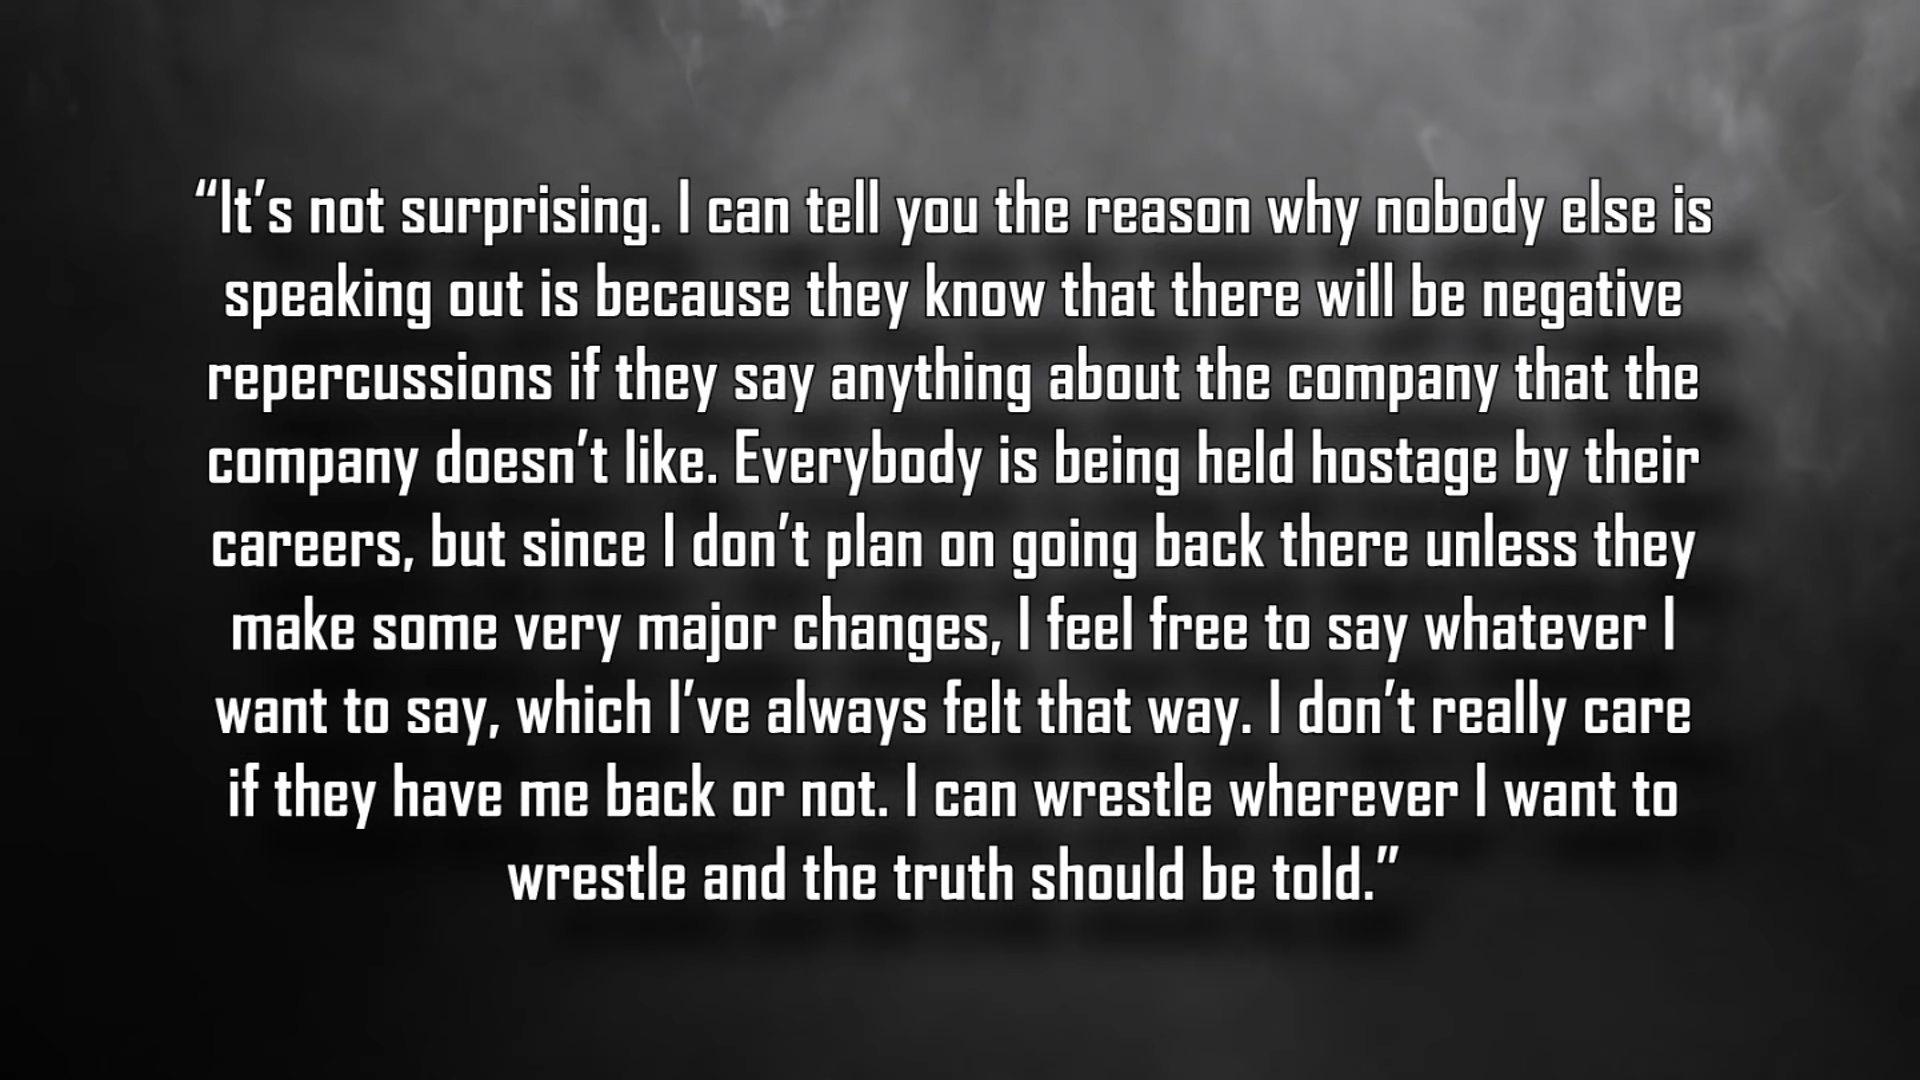 “It’s not surprising. I can tell you the reason why nobody else is
speaking out is because they know that there will be negative
repercussions if they say anything about the company that the
company doesn’t like. Everybody is being held hostage by their
careers, but since I don’t plan on going back there unless they
make some very major changes, I feel free to say whatever I
want to say, which I’ve always felt that way. I don’t really care
if they have me back or not. I can wrestle wherever I want to
wrestle and the truth should be told.”